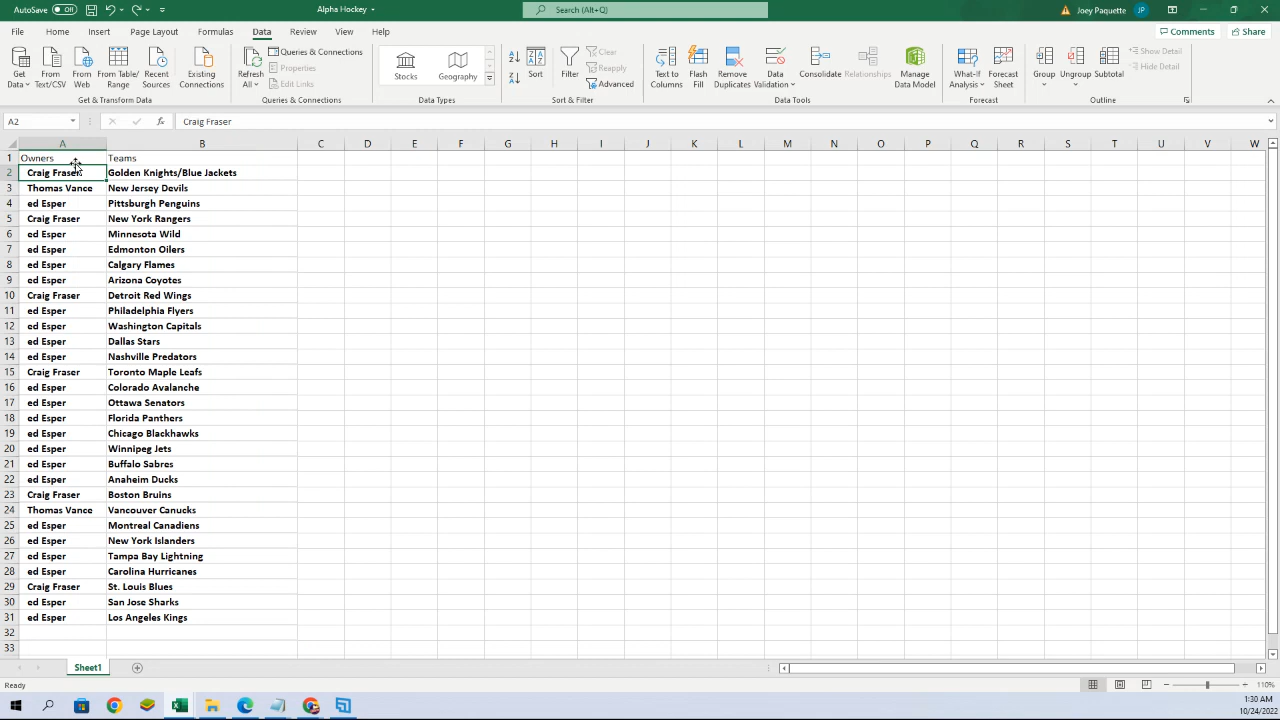 AutoSave Off Alpha Hockey Search (Alt+Q) Joey Paquette JP
File Home Insert Page Layout Formulas Data Review View Help Comments Share
Get Data From Text/CSV From Web From Table/Range Recent Sources Existing Connections Refresh All Queries & Connections Properties Edit Links Stocks Geography Sort Filter Clear Reapply Advanced Text to Columns Flash Fill Remove Duplicates Data Validation Consolidate Relationships Manage Data Model What-If Analysis Forecast Sheet Group Ungroup Subtotal Show Detail Hide Detail
Get & Transform Data Queries & Connections Data Types Sort & Filter Data Tools Forecast Outline
A2 fx Craig Fraser
A B C D E F G H I J K L M N O P Q R S T U V W
1 Owners Teams
2 Craig Fraser Golden Knights/Blue Jackets
3 Thomas Vance New Jersey Devils
4 ed Esper Pittsburgh Penguins
5 Craig Fraser New York Rangers
6 ed Esper Minnesota Wild
7 ed Esper Edmonton Oilers
8 ed Esper Calgary Flames
9 ed Esper Arizona Coyotes
10 Craig Fraser Detroit Red Wings
11 ed Esper Philadelphia Flyers
12 ed Esper Washington Capitals
13 ed Esper Dallas Stars
14 ed Esper Nashville Predators
15 Craig Fraser Toronto Maple Leafs
16 ed Esper Colorado Avalanche
17 ed Esper Ottawa Senators
18 ed Esper Florida Panthers
19 ed Esper Chicago Blackhawks
20 ed Esper Winnipeg Jets
21 ed Esper Buffalo Sabres
22 ed Esper Anaheim Ducks
23 Craig Fraser Boston Bruins
24 Thomas Vance Vancouver Canucks
25 ed Esper Montreal Canadiens
26 ed Esper New York Islanders
27 ed Esper Tampa Bay Lightning
28 ed Esper Carolina Hurricanes
29 Craig Fraser St. Louis Blues
30 ed Esper San Jose Sharks
31 ed Esper Los Angeles Kings
32
33
Sheet1
Ready 110%
1:30 AM
10/24/2022